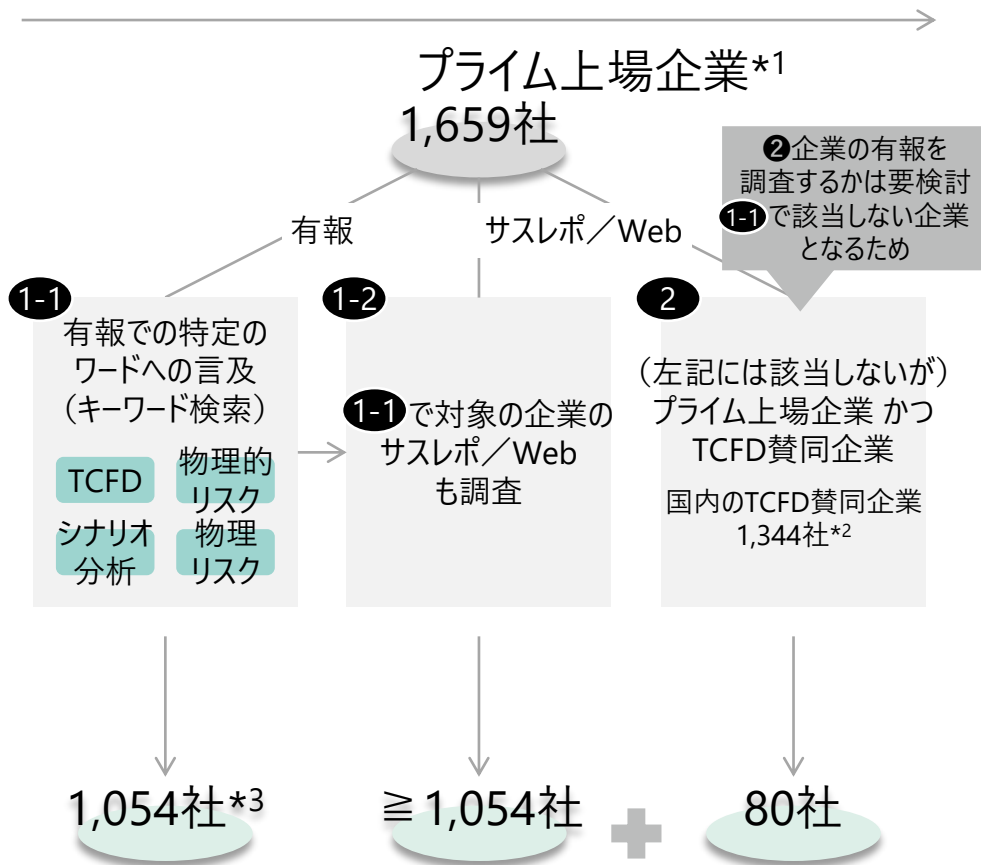 プライム上場企業*1
1,659社
❷企業の有報を
調査するかは要検討
1-1で該当しない企業
となるため
有報
サスレポ／Web
1-1
有報での特定の
ワードへの言及
（キーワード検索）
TCFD
物理的
リスク
シナリオ
分析
物理
リスク
1-2
1-1で対象の企業の
サスレポ／Web
も調査
2
（左記には該当しないが）
プライム上場企業 かつ
TCFD賛同企業
国内のTCFD賛同企業
1,344社*2
1,054社*3
≧1,054社
80社